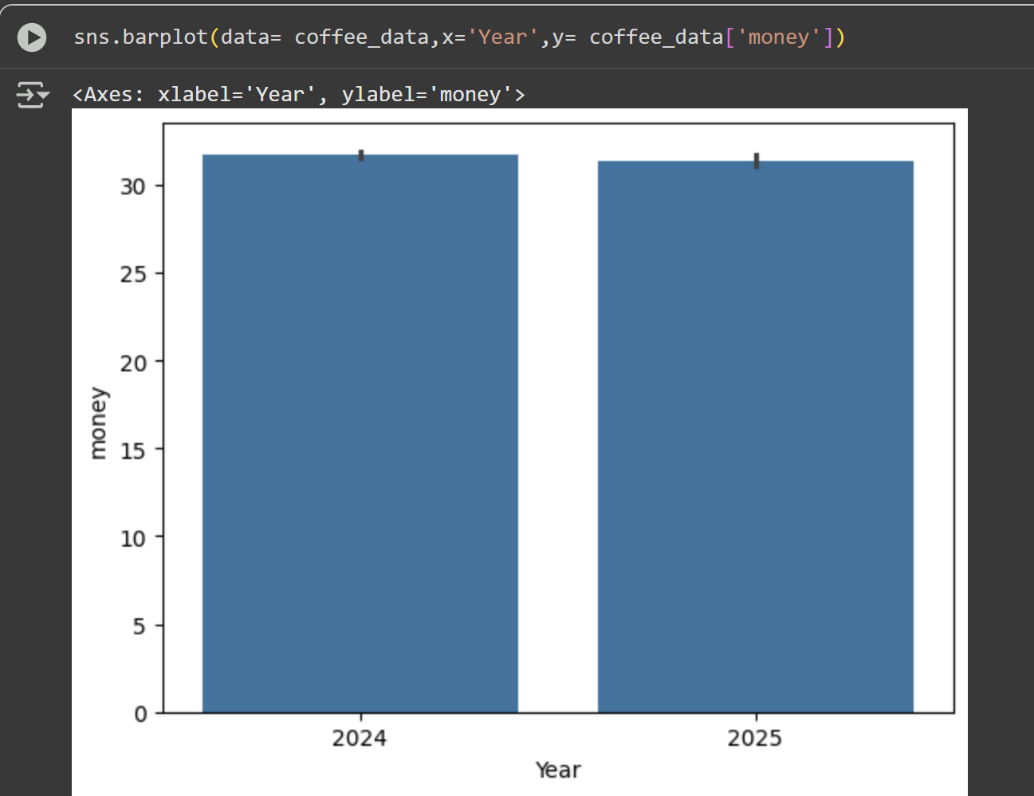 sns.barplot(data= coffee_data,x='Year',y= coffee_data['money'])
<Axes: xlabel='Year', ylabel='money'>
30
25
20
15
10
5
0
money
2024 2025
Year